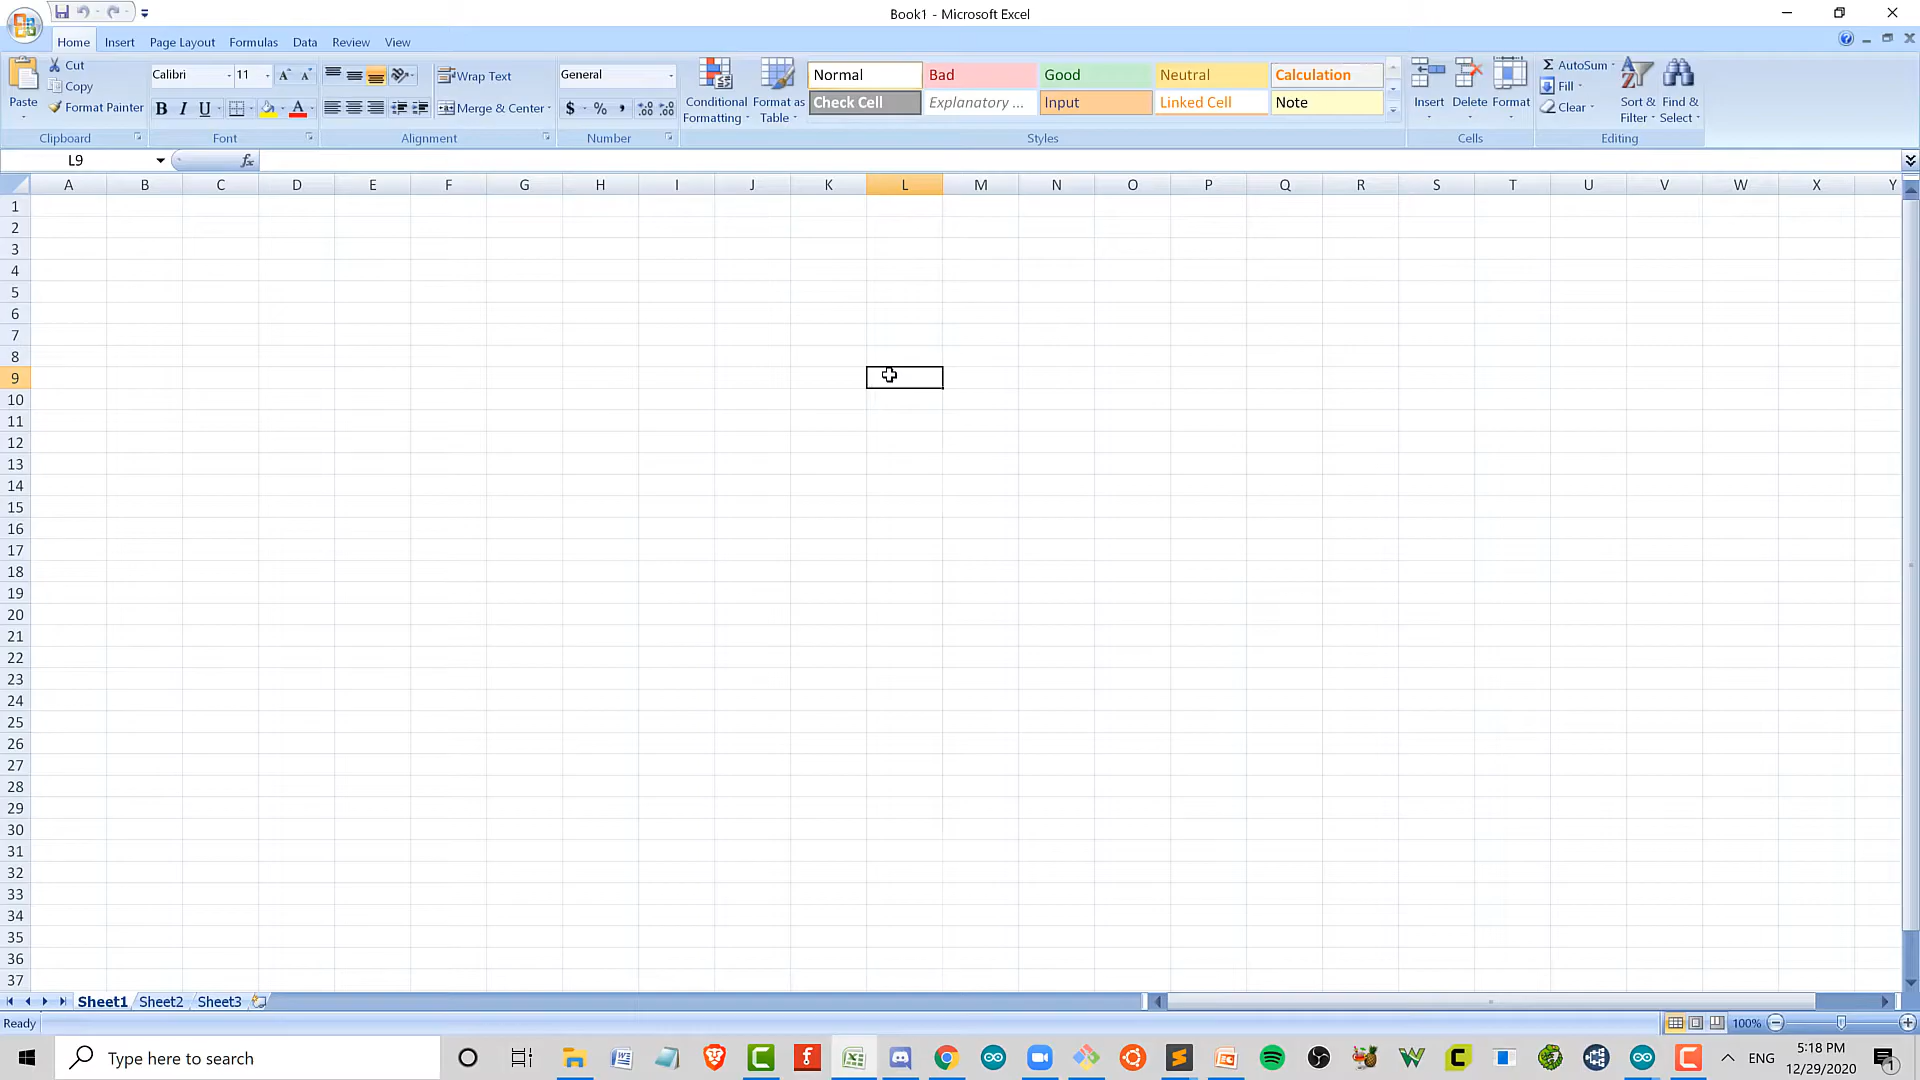 Book1 - Microsoft Excel
Home Insert Page Layout Formulas Data Review View
Paste
Cut
Copy
Format Painter
Clipboard
Calibri 11
B I U A
Font
Wrap Text
Merge & Center
Alignment
General
$ % ,
Number
Conditional Formatting
Format as Table
Normal Bad Good Neutral Calculation
Check Cell Explanatory ... Input Linked Cell Note
Styles
Insert Delete Format
Cells
Σ AutoSum
Fill
Clear
Sort & Filter
Find & Select
Editing
L9 fx
A B C D E F G H I J K L M N O P Q R S T U V W X Y
1
2
3
4
5
6
7
8
9
10
11
12
13
14
15
16
17
18
19
20
21
22
23
24
25
26
27
28
29
30
31
32
33
34
35
36
37
Sheet1 Sheet2 Sheet3
Ready 100%
Type here to search
ENG
5:18 PM
12/29/2020
1